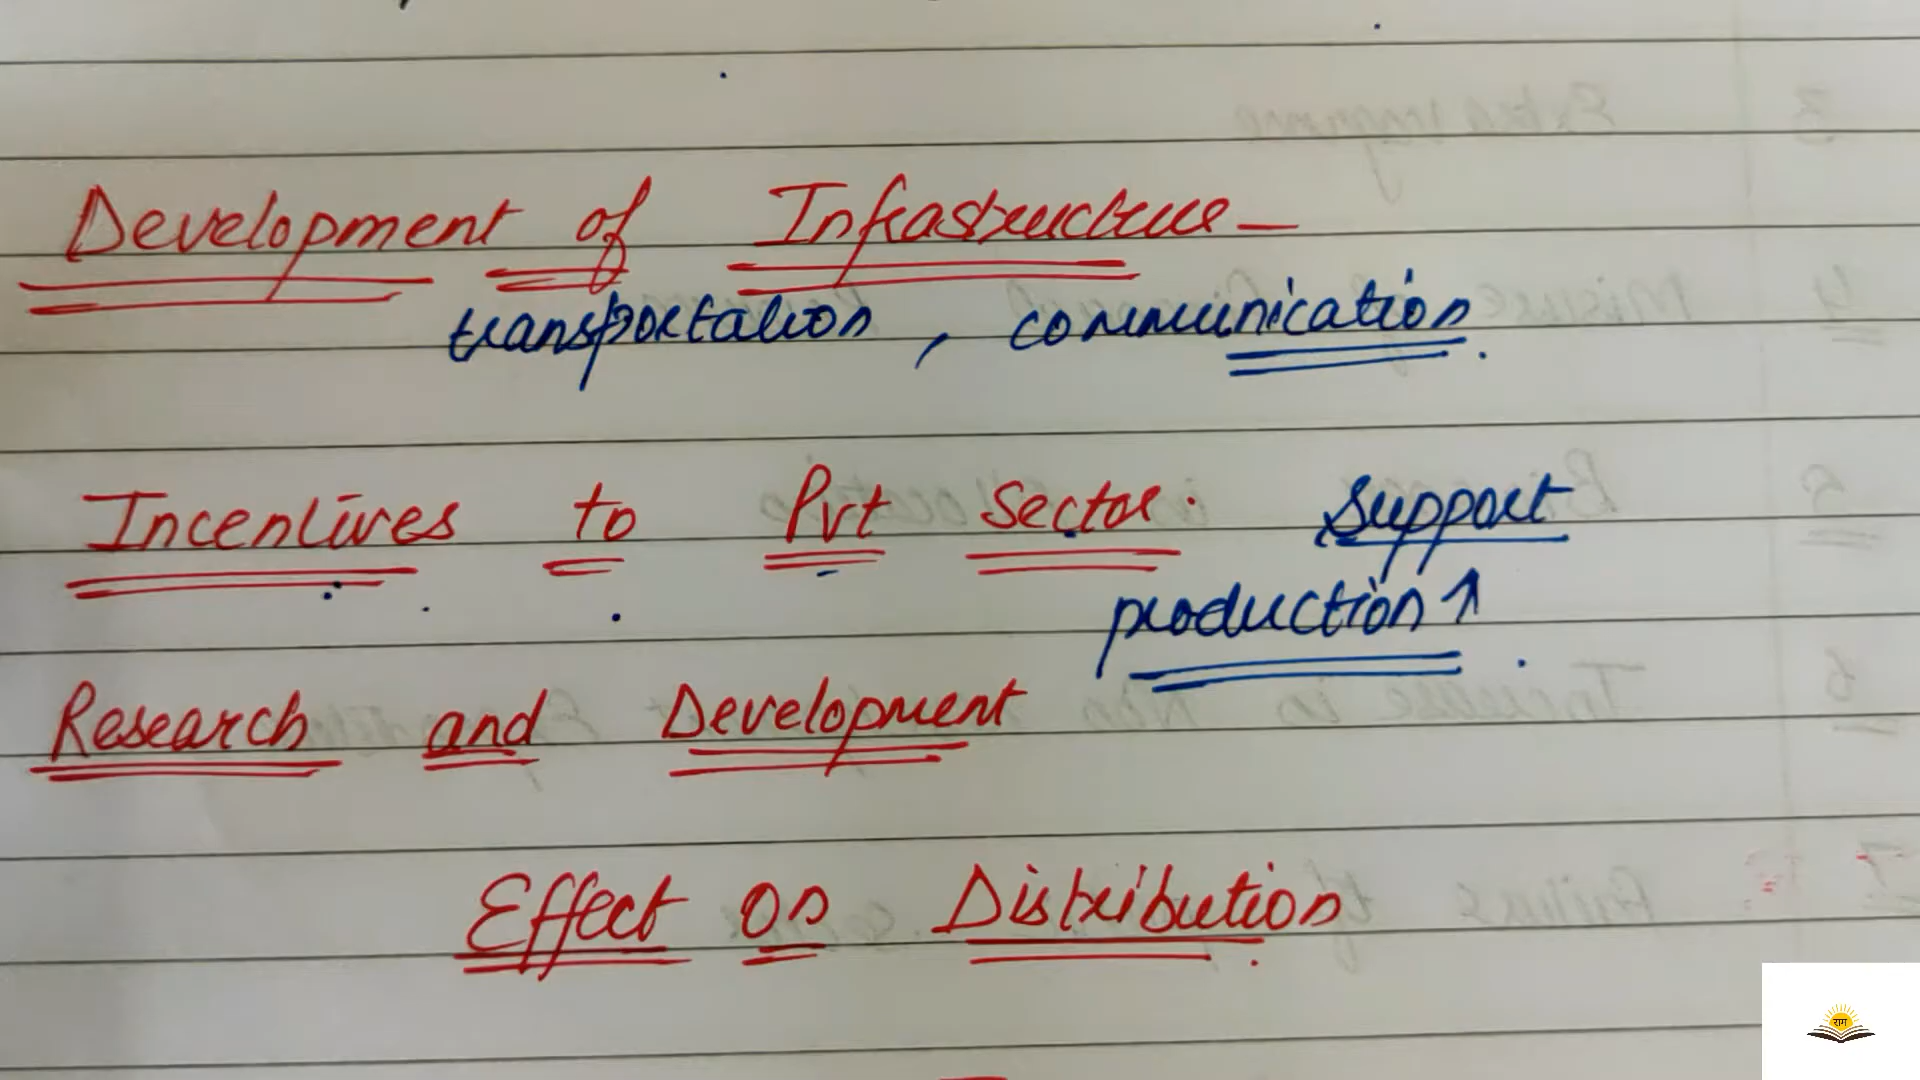 Development of Infrastructure -
transportation , communication.
Incentives to Pvt Sector. Support
production ↑
Research and Development
Effect on Distribution
राग